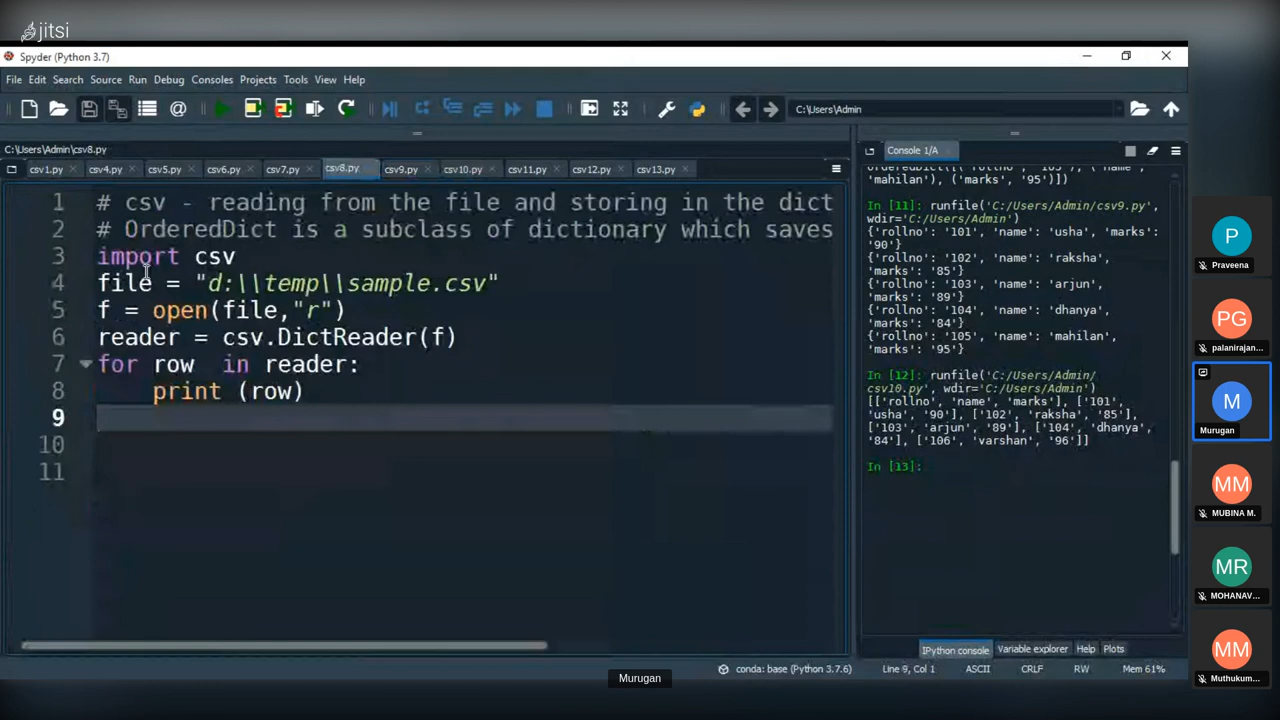 jitsi
Spyder (Python 3.7)
File Edit Search Source Run Debug Consoles Projects Tools View Help
C:\Users\Admin
C:\Users\Admin\csv8.py
csv1.py csv4.py csv5.py csv6.py csv7.py csv8.py csv9.py csv10.py csv11.py csv12.py csv13.py
1 # csv - reading from the file and storing in the dict
2 # OrderedDict is a subclass of dictionary which saves
3 import csv
4 file = "d:\\temp\\sample.csv"
5 f = open(file,"r")
6 reader = csv.DictReader(f)
7 for row  in reader:
8 print (row)
9
10
11
Console 1/A
'mahilan'), ('marks', '95')])
In [11]: runfile('C:/Users/Admin/csv9.py',
wdir='C:/Users/Admin')
{'rollno': '101', 'name': 'usha', 'marks':
'90'}
{'rollno': '102', 'name': 'raksha',
'marks': '85'}
{'rollno': '103', 'name': 'arjun',
'marks': '89'}
{'rollno': '104', 'name': 'dhanya',
'marks': '84'}
{'rollno': '105', 'name': 'mahilan',
'marks': '95'}
In [12]: runfile('C:/Users/Admin/
csv10.py', wdir='C:/Users/Admin')
[['rollno', 'name', 'marks'], ['101',
'usha', '90'], ['102', 'raksha', '85'],
['103', 'arjun', '89'], ['104', 'dhanya',
'84'], ['106', 'varshan', '96']]
In [13]:
IPython console Variable explorer Help Plots
conda: base (Python 3.7.6) Line 9, Col 1 ASCII CRLF RW Mem 61%
Murugan
P
Praveena
PG
palanirajan...
M
Murugan
MM
MUBINA M.
MR
MOHANAV...
MM
Muthukum...